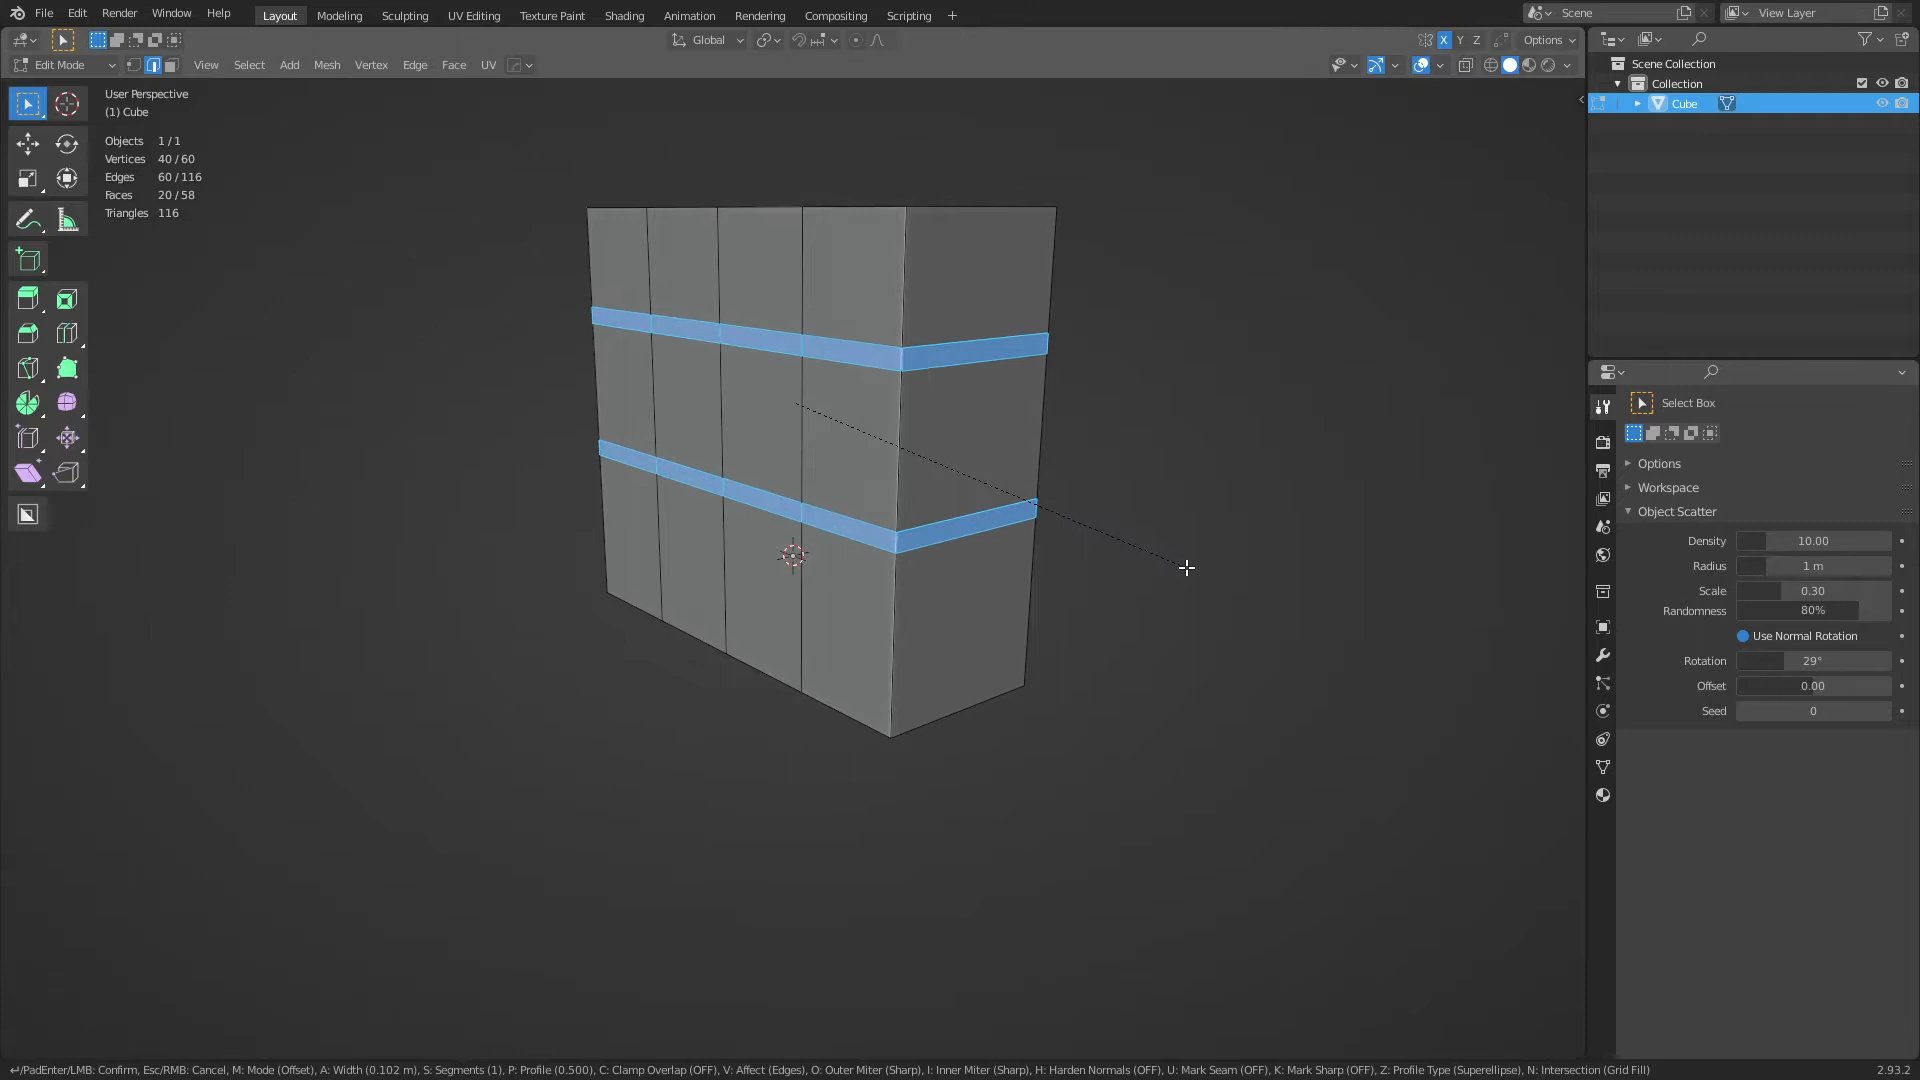 File Edit Render Window Help
Layout Modeling Sculpting UV Editing Texture Paint Shading Animation Rendering Compositing Scripting +
Scene
View Layer
Global
X Y Z
Options
Edit Mode
View Select Add Mesh Vertex Edge Face UV
User Perspective
(1) Cube
Objects 1 / 1
Vertices 40 / 60
Edges 60 / 116
Faces 20 / 58
Triangles 116
Scene Collection
Collection
Cube
Select Box
Options
Workspace
Object Scatter
Density 10.00
Radius 1 m
Scale 0.30
Randomness 80%
Use Normal Rotation
Rotation 29°
Offset 0.00
Seed 0
↵/PadEnter/LMB: Confirm, Esc/RMB: Cancel, M: Mode (Offset), A: Width (0.102 m), S: Segments (1), P: Profile (0.500), C: Clamp Overlap (OFF), V: Affect (Edges), O: Outer Miter (Sharp), I: Inner Miter (Sharp), H: Harden Normals (OFF), U: Mark Seam (OFF), K: Mark Sharp (OFF), Z: Profile Type (Superellipse), N: Intersection (Grid Fill)
2.93.2